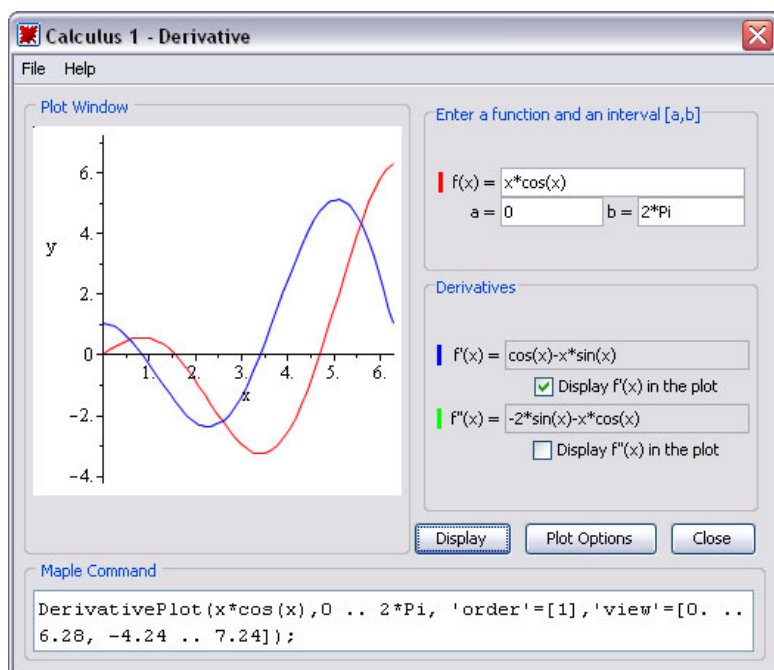 Calculus 1 - Derivative
File Help
Plot Window
6.
4.
y
2.
0
1. 2. 3. 4. 5. 6.
x
-2.
-4.
Enter a function and an interval [a,b]
f(x) = x*cos(x)
a = 0 b = 2*Pi
Derivatives
f'(x) = cos(x)-x*sin(x)
Display f'(x) in the plot
f''(x) = -2*sin(x)-x*cos(x)
Display f''(x) in the plot
Display Plot Options Close
Maple Command
DerivativePlot(x*cos(x),0 .. 2*Pi, 'order'=[1],'view'=[0. ..
6.28, -4.24 .. 7.24]);